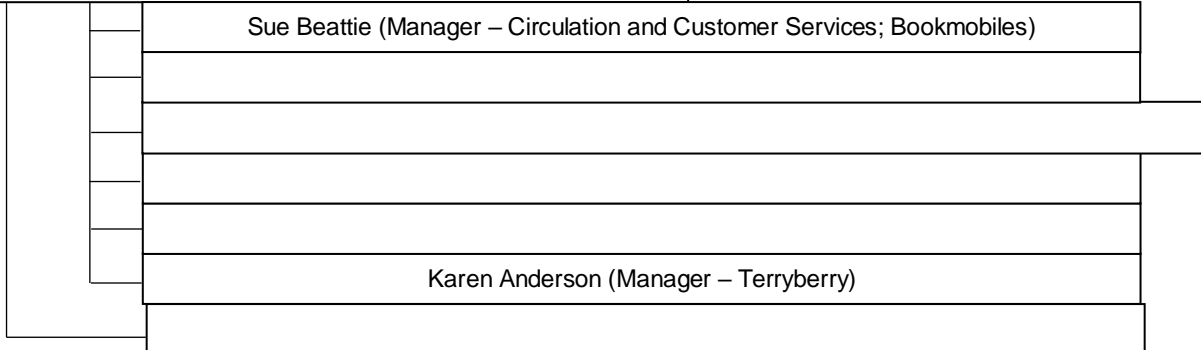 Sue Beattie (Manager – Circulation and Customer Services; Bookmobiles)
Karen Anderson (Manager – Terryberry)